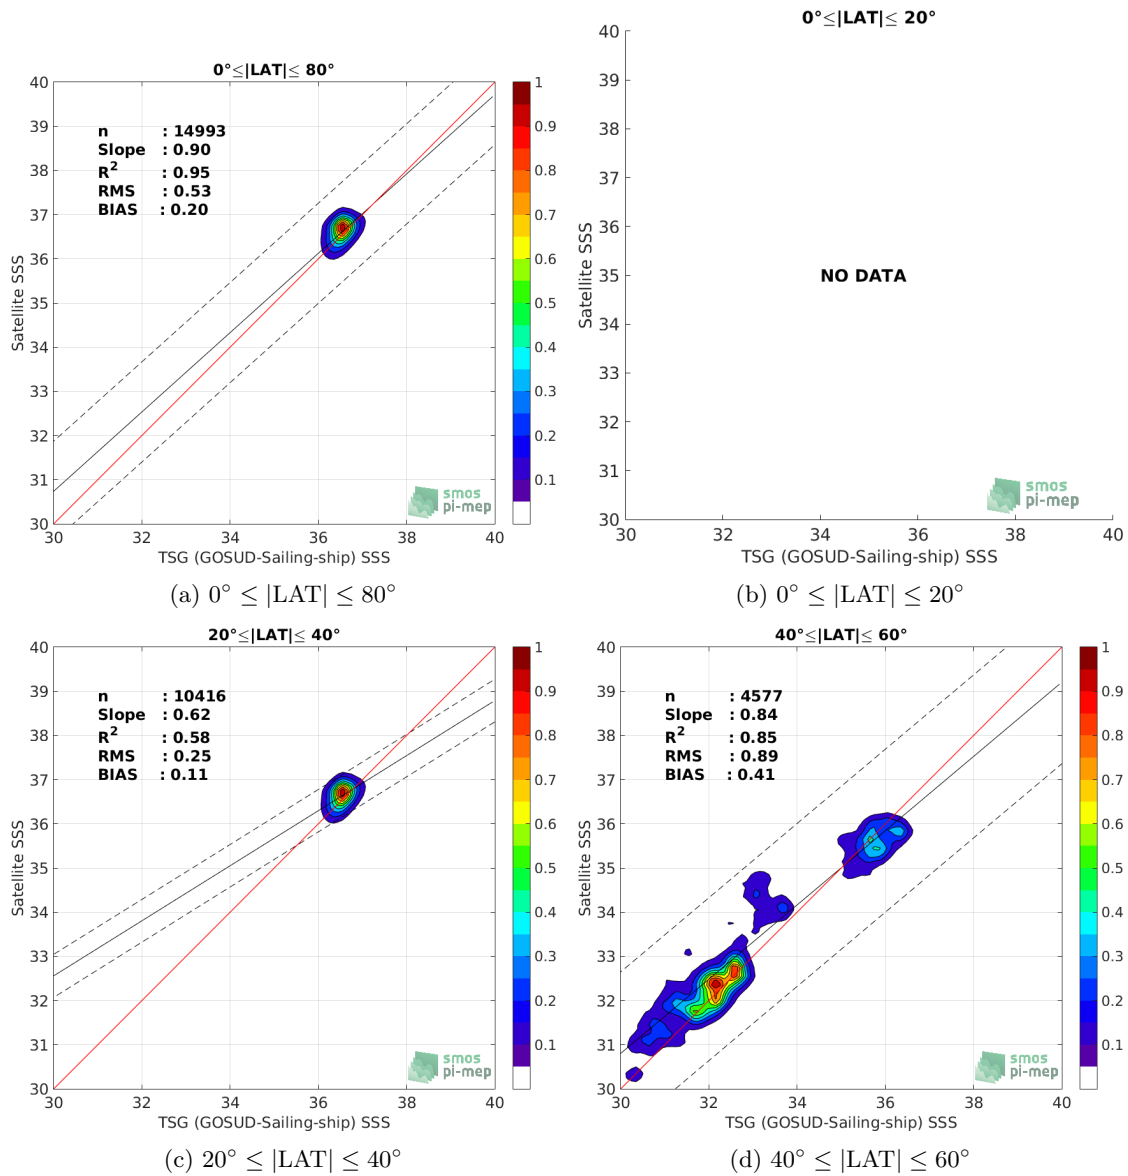 0°≤|LAT|≤ 80°
40
39
38
37
36
35
34
33
32
31
30
Satellite SSS
n : 14993
Slope : 0.90
R² : 0.95
RMS : 0.53
BIAS : 0.20
1
0.9
0.8
0.7
0.6
0.5
0.4
0.3
0.2
0.1
smos
pi-mep
30 32 34 36 38 40
TSG (GOSUD-Sailing-ship) SSS
(a) 0° ≤ |LAT| ≤ 80°
0°≤|LAT|≤ 20°
40
39
38
37
36
35
34
33
32
31
30
Satellite SSS
NO DATA
smos
pi-mep
30 32 34 36 38 40
TSG (GOSUD-Sailing-ship) SSS
(b) 0° ≤ |LAT| ≤ 20°
20°≤|LAT|≤ 40°
40
39
38
37
36
35
34
33
32
31
30
Satellite SSS
n : 10416
Slope : 0.62
R² : 0.58
RMS : 0.25
BIAS : 0.11
1
0.9
0.8
0.7
0.6
0.5
0.4
0.3
0.2
0.1
smos
pi-mep
30 32 34 36 38 40
TSG (GOSUD-Sailing-ship) SSS
(c) 20° ≤ |LAT| ≤ 40°
40°≤|LAT|≤ 60°
40
39
38
37
36
35
34
33
32
31
30
Satellite SSS
n : 4577
Slope : 0.84
R² : 0.85
RMS : 0.89
BIAS : 0.41
1
0.9
0.8
0.7
0.6
0.5
0.4
0.3
0.2
0.1
smos
pi-mep
30 32 34 36 38 40
TSG (GOSUD-Sailing-ship) SSS
(d) 40° ≤ |LAT| ≤ 60°